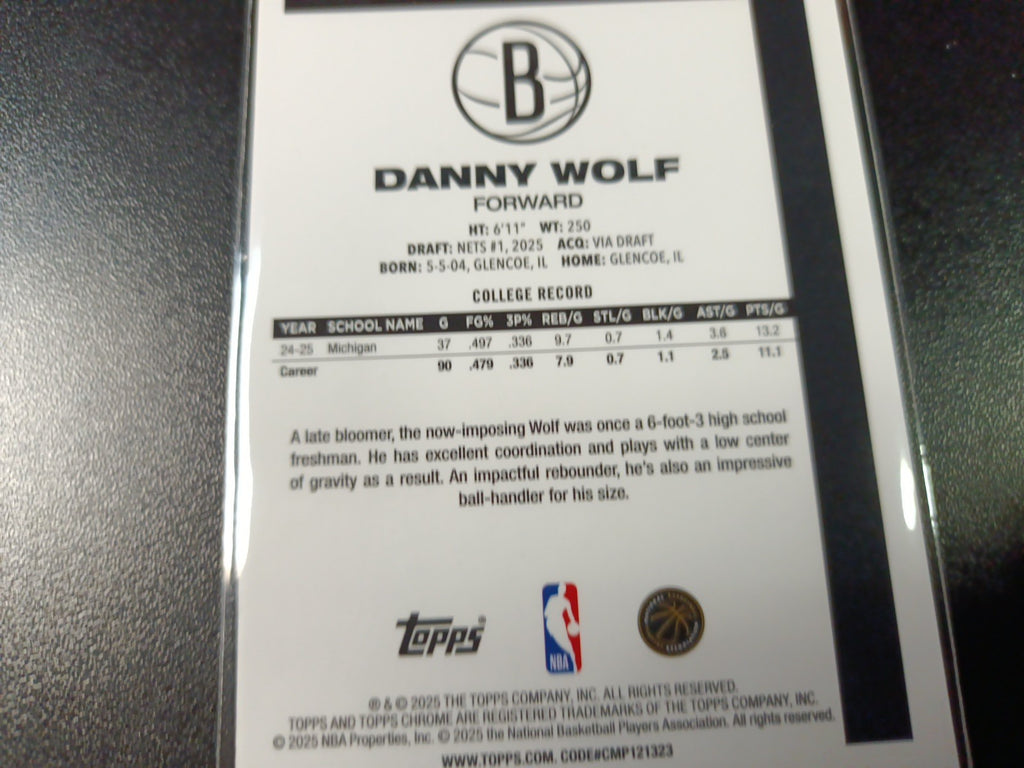 B
DANNY WOLF
FORWARD
HT: 6'11" WT: 250
DRAFT: NETS #1, 2025 ACQ: VIA DRAFT
BORN: 5-5-04, GLENCOE, IL HOME: GLENCOE, IL
COLLEGE RECORD
YEAR SCHOOL NAME G FG% 3P% REB/G STL/G BLK/G AST/G PTS/G
24-25 Michigan 37 .497 .336 9.7 0.7 1.4 3.6 13.2
Career 90 .479 .336 7.9 0.7 1.1 2.5 11.1
A late bloomer, the now-imposing Wolf was once a 6-foot-3 high school
freshman. He has excellent coordination and plays with a low center
of gravity as a result. An impactful rebounder, he's also an impressive
ball-handler for his size.
Topps®
NBA
® & © 2025 THE TOPPS COMPANY, INC. ALL RIGHTS RESERVED.
TOPPS AND TOPPS CHROME ARE REGISTERED TRADEMARKS OF THE TOPPS COMPANY, INC.
© 2025 NBA Properties, Inc. © 2025 the National Basketball Players Association. All rights reserved.
WWW.TOPPS.COM. CODE#CMP121323